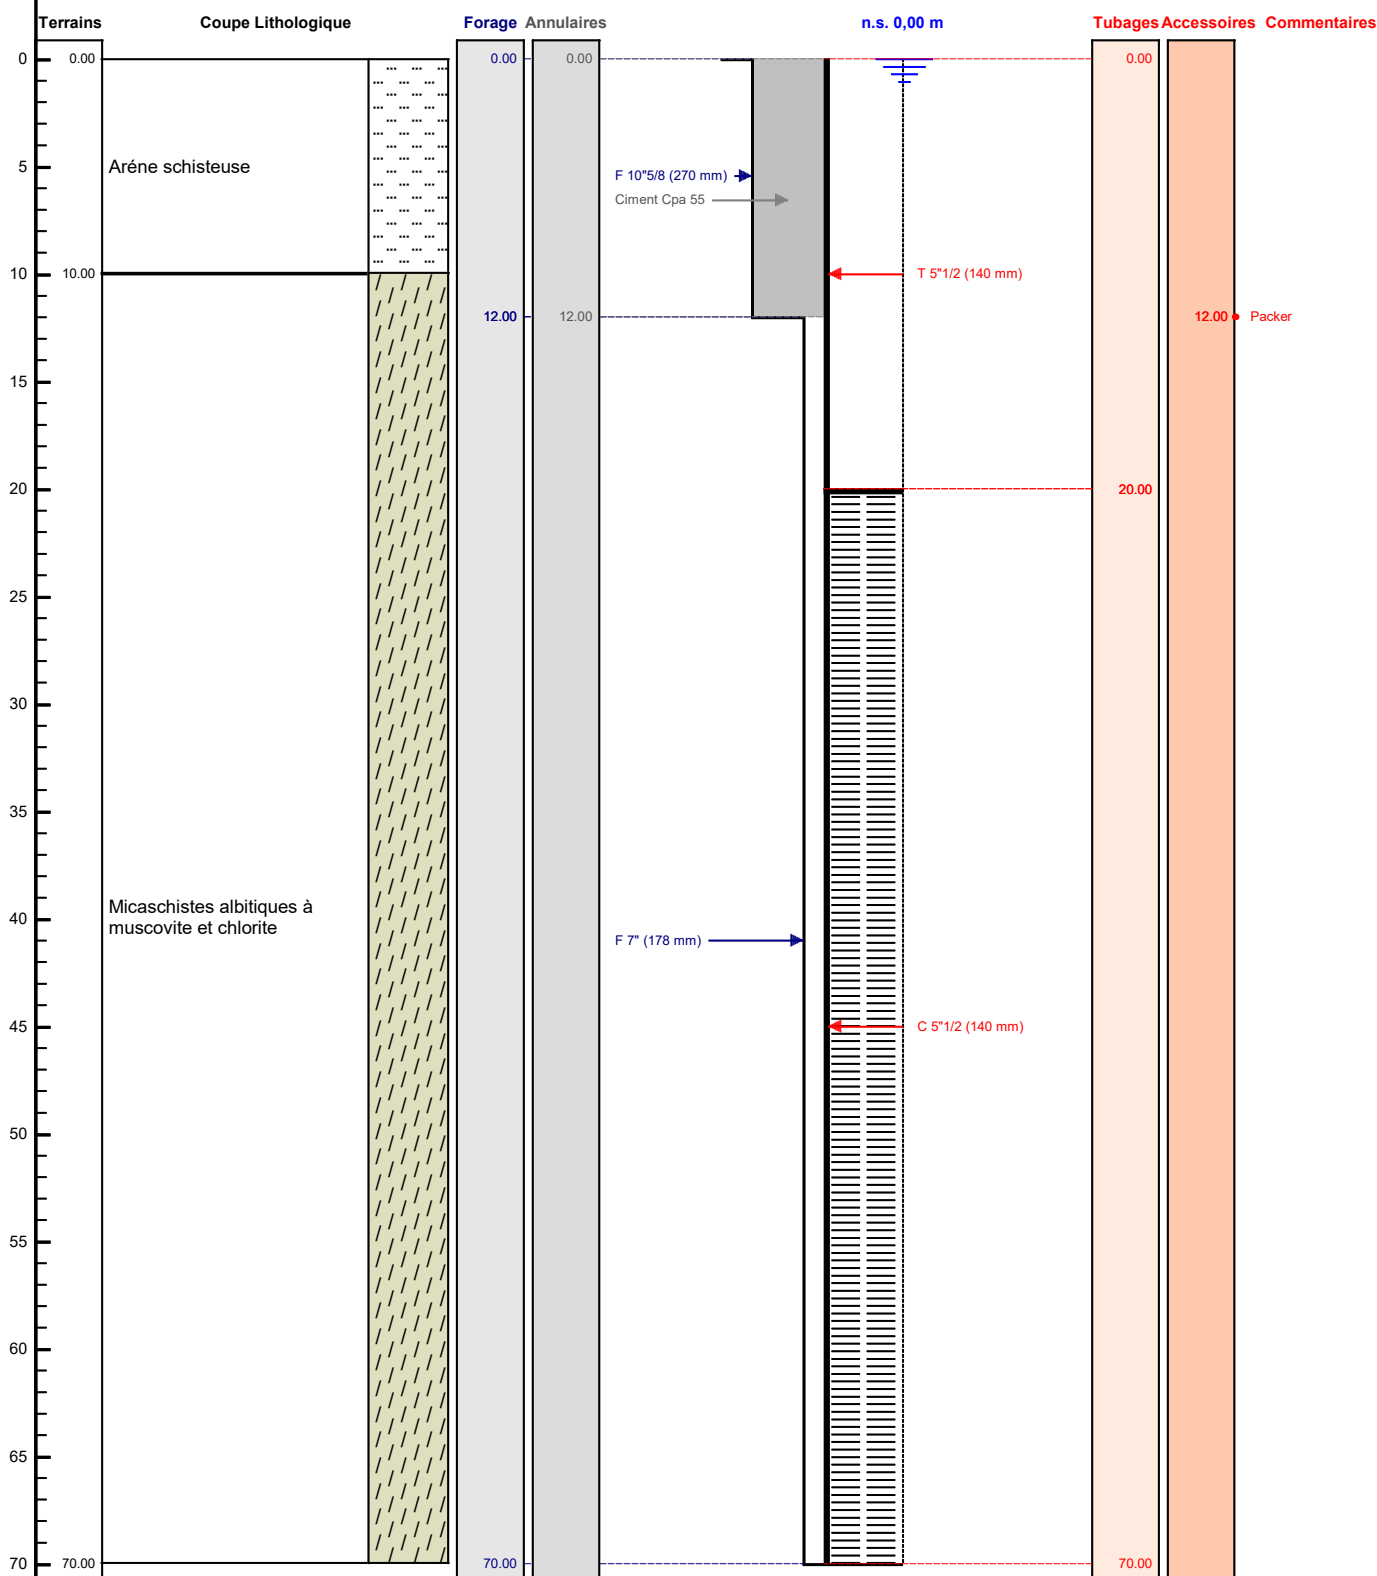 Terrains Coupe Lithologique Forage Annulaires n.s. 0,00 m Tubages Accessoires Commentaires
0 0.00 0.00 0.00 0.00
5 Aréne schisteuse F 10"5/8 (270 mm)
Ciment Cpa 55
10 10.00 T 5"1/2 (140 mm)
12.00 12.00 12.00 Packer
15
20 20.00
25
30
35
Micaschistes albitiques à
40 muscovite et chlorite
F 7" (178 mm)
45 C 5"1/2 (140 mm)
50
55
60
65
70 70.00 70.00 70.00